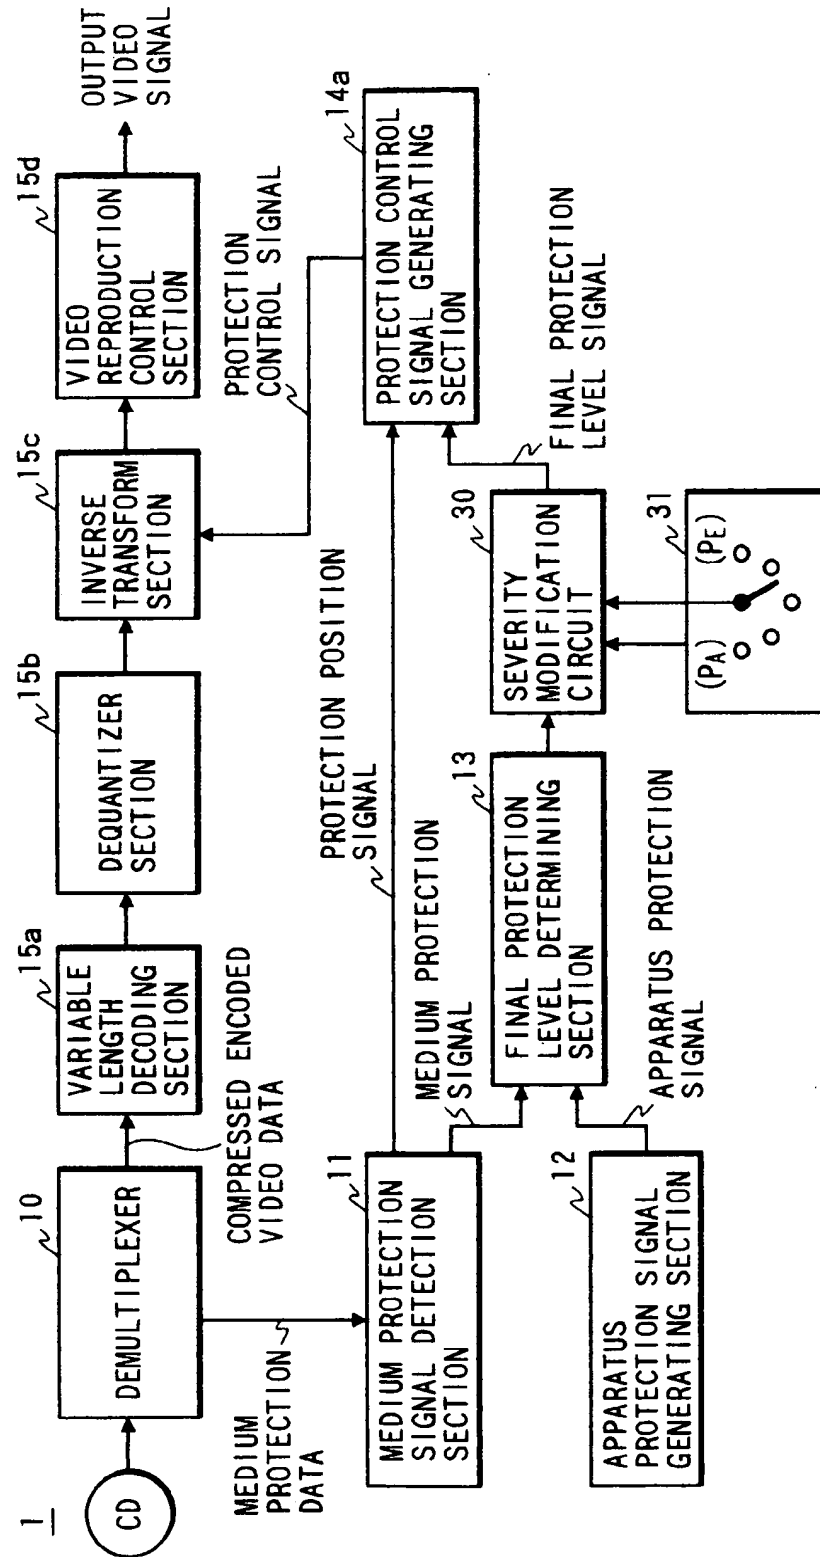 1
CD
10
DEMULTIPLEXER
COMPRESSED ENCODED
VIDEO DATA
15a
VARIABLE
LENGTH
DECODING
SECTION
15b
DEQUANTIZER
SECTION
15c
INVERSE
TRANSFORM
SECTION
15d
VIDEO
REPRODUCTION
CONTROL
SECTION
OUTPUT
VIDEO
SIGNAL
MEDIUM
PROTECTION
DATA
11
MEDIUM PROTECTION
SIGNAL DETECTION
SECTION
PROTECTION POSITION
SIGNAL
PROTECTION
CONTROL SIGNAL
14a
PROTECTION CONTROL
SIGNAL GENERATING
SECTION
MEDIUM PROTECTION
SIGNAL
13
FINAL PROTECTION
LEVEL DETERMINING
SECTION
30
SEVERITY
MODIFICATION
CIRCUIT
FINAL PROTECTION
LEVEL SIGNAL
12
APPARATUS
PROTECTION SIGNAL
GENERATING SECTION
APPARATUS PROTECTION
SIGNAL
31
(PA)
(PE)